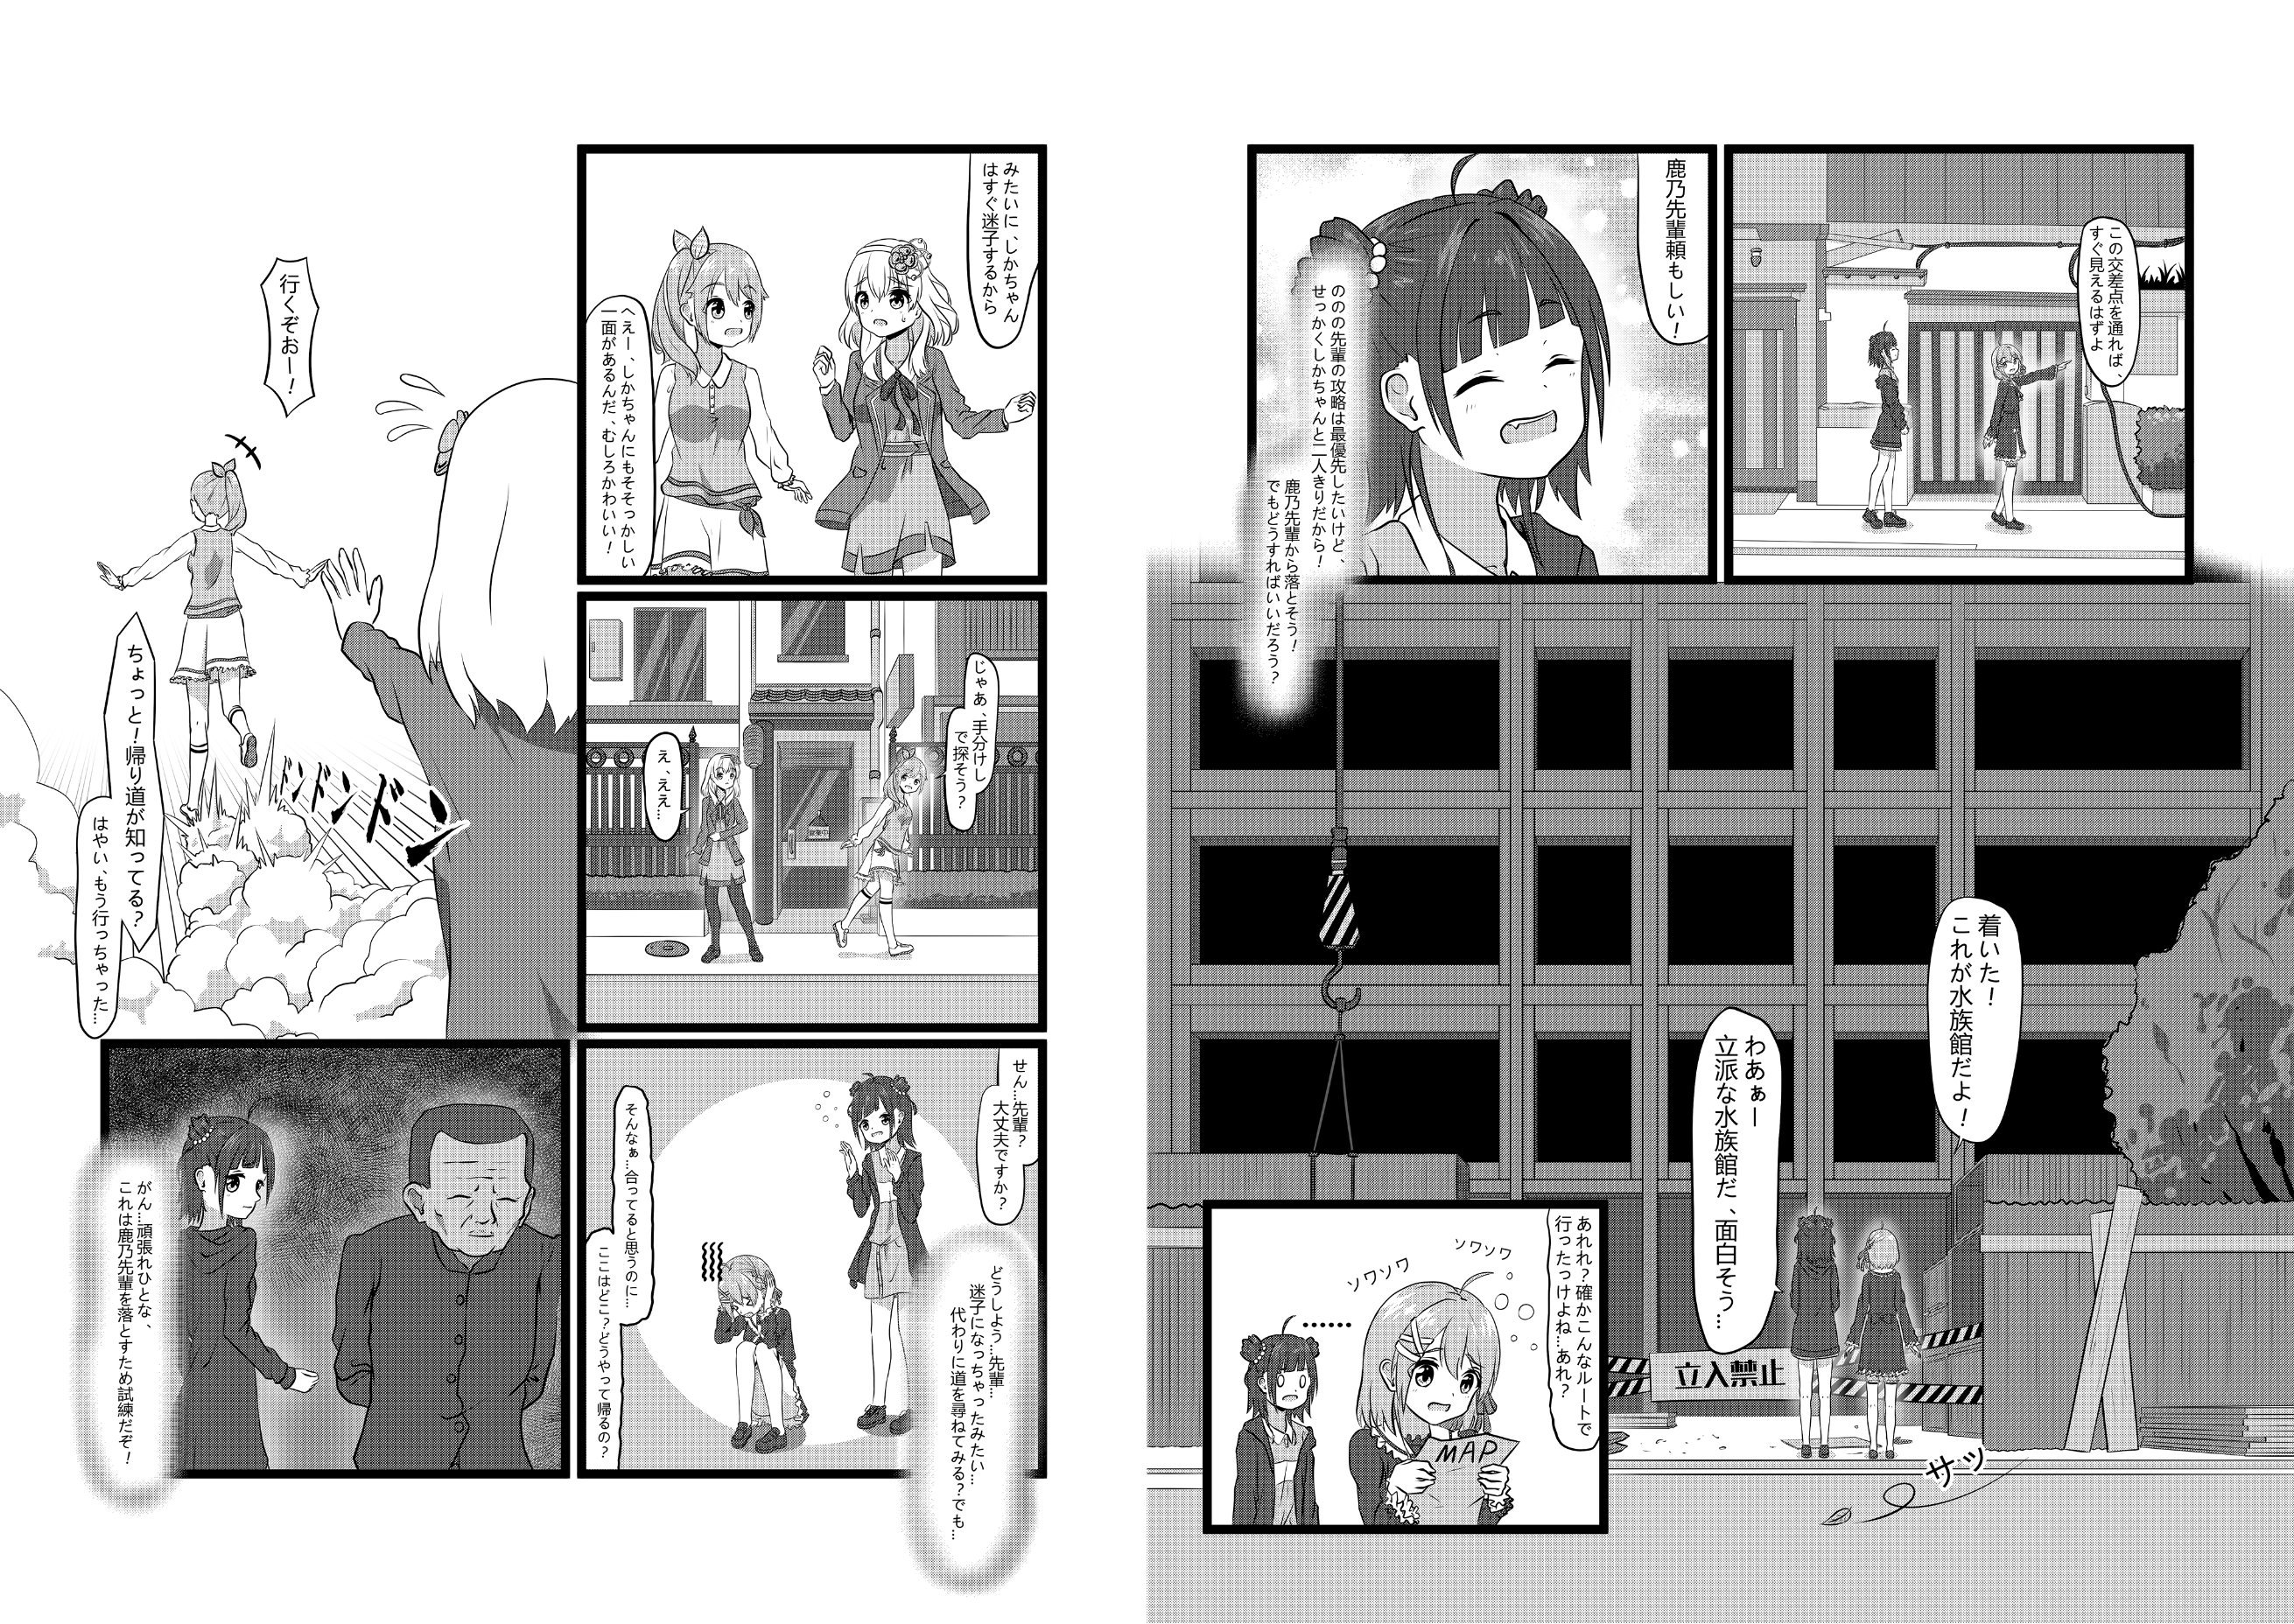 この交差点を通れば、
すぐ見えるはずよ
鹿乃先輩頼もしい！
ののの先輩の攻略は最優先したいけど、
せっかくしかちゃんと二人きりだから！
鹿乃先輩から落とそう！
でもどうすればいいだろう？
着いた！
これが水族館だよ！
わあぁー
立派な水族館だ、面白そう…
立入禁止
サッ
あれれ？確かこんなルートで
行ったっけよね…あれ？
ソワソワ
ソワソワ
……
MAP
みたいに、しかちゃん
はすぐ迷子するから
へえー、しかちゃんにもそそっかしい
一面があるんだ、むしろかわいい！
じゃあ、手分けし
で探そう？
え、ええ…
営業中
行くぞおー！
ドンドンドン
ちょっと！帰り道が知ってる？
はやい、もう行っちゃった…
せん…先輩？
大丈夫ですか？
どうしよう…先輩…
迷子になっちゃったみたい…
代わりに道を尋ねてみる？でも…
そんなぁ…合ってると思うのに…
ここはどこ？どうやって帰るの？
がん…頑張れひとな、
これは鹿乃先輩を落とすため試練だぞ！